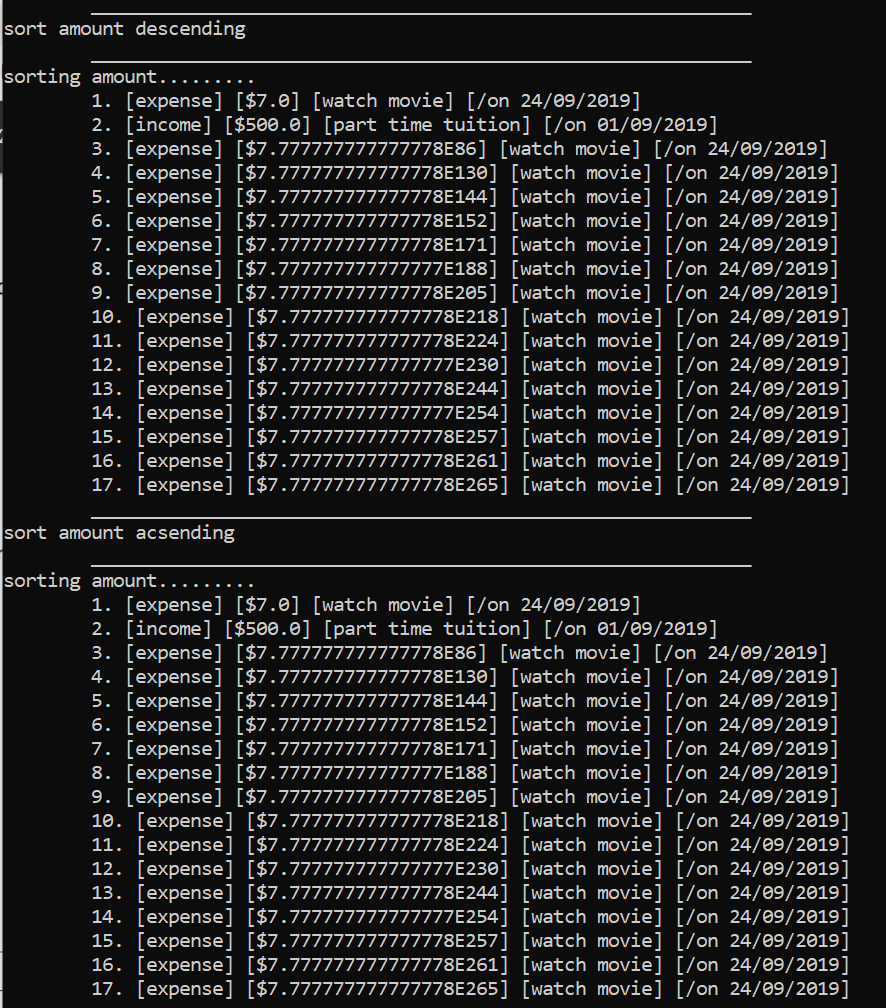 sort amount descending
sorting amount.........
1. [expense] [$7.0] [watch movie] [/on 24/09/2019]
2. [income] [$500.0] [part time tuition] [/on 01/09/2019]
3. [expense] [$7.777777777777778E86] [watch movie] [/on 24/09/2019]
4. [expense] [$7.777777777777778E130] [watch movie] [/on 24/09/2019]
5. [expense] [$7.777777777777778E144] [watch movie] [/on 24/09/2019]
6. [expense] [$7.777777777777778E152] [watch movie] [/on 24/09/2019]
7. [expense] [$7.777777777777778E171] [watch movie] [/on 24/09/2019]
8. [expense] [$7.777777777777777E188] [watch movie] [/on 24/09/2019]
9. [expense] [$7.777777777777778E205] [watch movie] [/on 24/09/2019]
10. [expense] [$7.777777777777778E218] [watch movie] [/on 24/09/2019]
11. [expense] [$7.777777777777778E224] [watch movie] [/on 24/09/2019]
12. [expense] [$7.777777777777777E230] [watch movie] [/on 24/09/2019]
13. [expense] [$7.777777777777778E244] [watch movie] [/on 24/09/2019]
14. [expense] [$7.777777777777777E254] [watch movie] [/on 24/09/2019]
15. [expense] [$7.777777777777778E257] [watch movie] [/on 24/09/2019]
16. [expense] [$7.777777777777778E261] [watch movie] [/on 24/09/2019]
17. [expense] [$7.777777777777778E265] [watch movie] [/on 24/09/2019]
sort amount acsending
sorting amount.........
1. [expense] [$7.0] [watch movie] [/on 24/09/2019]
2. [income] [$500.0] [part time tuition] [/on 01/09/2019]
3. [expense] [$7.777777777777778E86] [watch movie] [/on 24/09/2019]
4. [expense] [$7.777777777777778E130] [watch movie] [/on 24/09/2019]
5. [expense] [$7.777777777777778E144] [watch movie] [/on 24/09/2019]
6. [expense] [$7.777777777777778E152] [watch movie] [/on 24/09/2019]
7. [expense] [$7.777777777777778E171] [watch movie] [/on 24/09/2019]
8. [expense] [$7.777777777777777E188] [watch movie] [/on 24/09/2019]
9. [expense] [$7.777777777777778E205] [watch movie] [/on 24/09/2019]
10. [expense] [$7.777777777777778E218] [watch movie] [/on 24/09/2019]
11. [expense] [$7.777777777777778E224] [watch movie] [/on 24/09/2019]
12. [expense] [$7.777777777777777E230] [watch movie] [/on 24/09/2019]
13. [expense] [$7.777777777777778E244] [watch movie] [/on 24/09/2019]
14. [expense] [$7.777777777777777E254] [watch movie] [/on 24/09/2019]
15. [expense] [$7.777777777777778E257] [watch movie] [/on 24/09/2019]
16. [expense] [$7.777777777777778E261] [watch movie] [/on 24/09/2019]
17. [expense] [$7.777777777777778E265] [watch movie] [/on 24/09/2019]